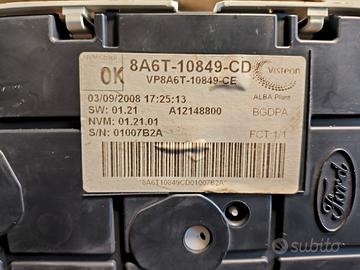 OK
8A6T-10849-CD
VP8A6T-10849-CE
Visteon
03/09/2008 17:25:13
ALBA Plant
SW: 01.21
A12148800
BGDPA
NVM: 01.21.01
S/N: 01007B2A
FCT:1/1
*8A6T10849CD01007B2A*
Ford
subito